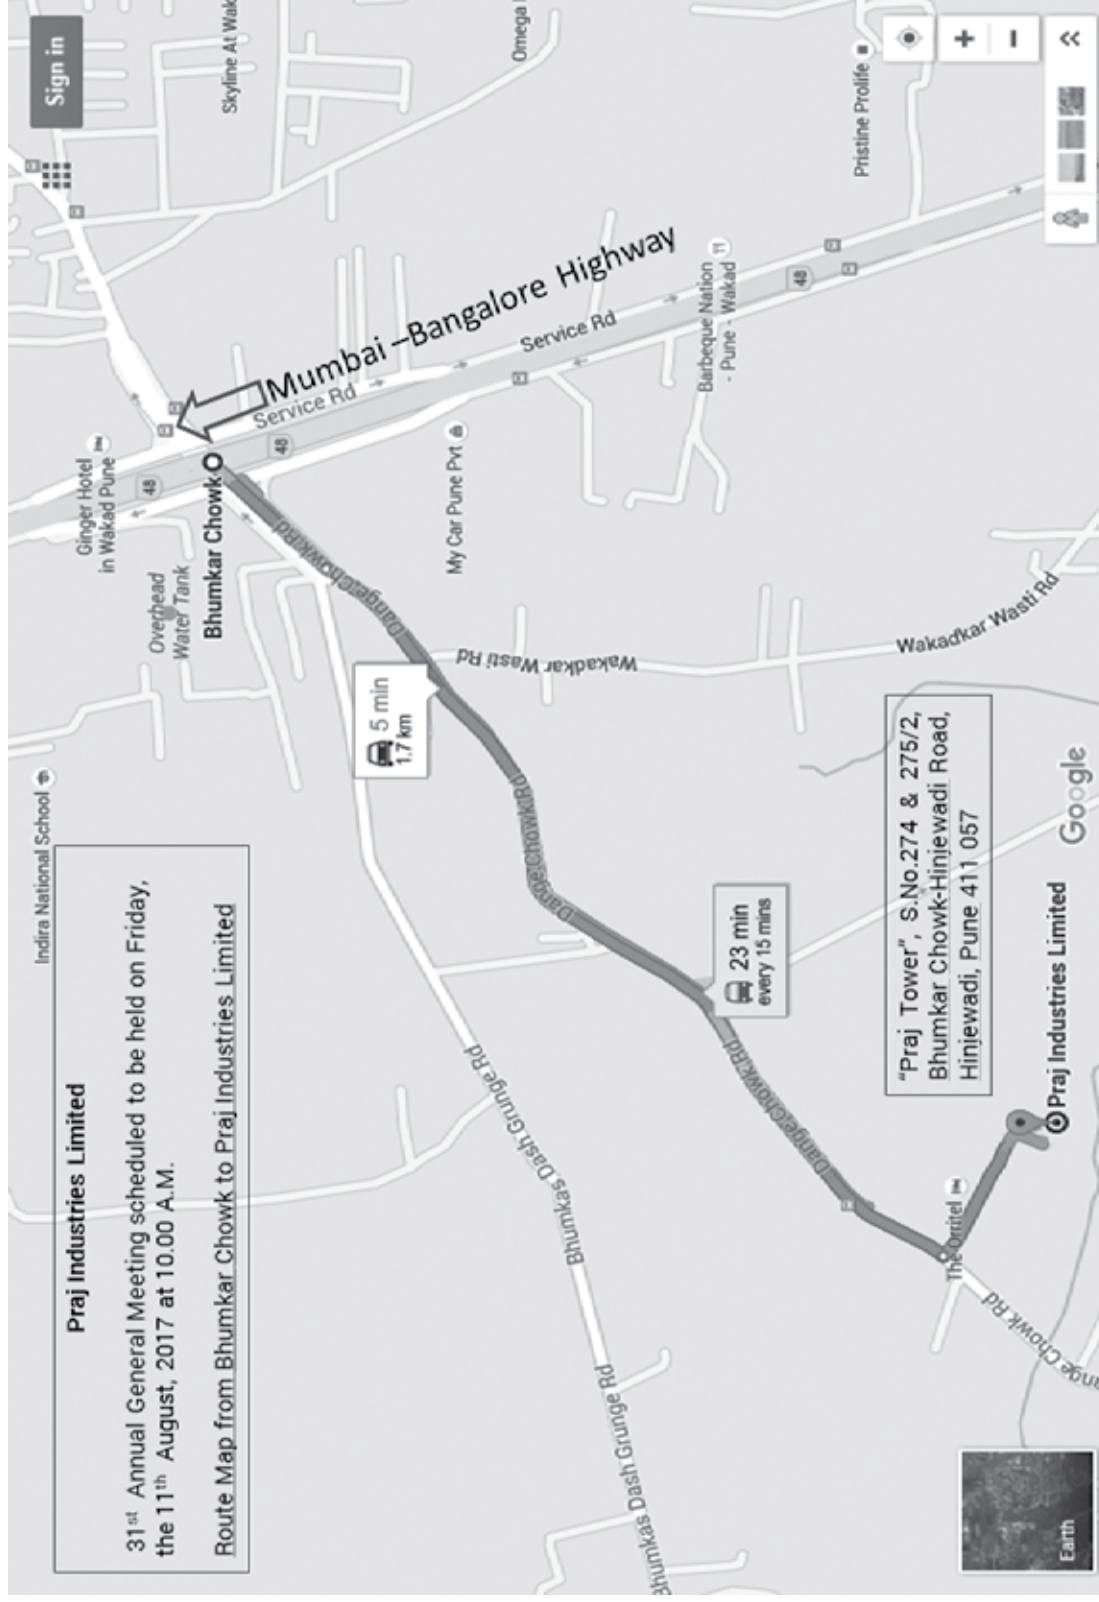 Praj Industries Limited
31st Annual General Meeting scheduled to be held on Friday,
the 11th August, 2017 at 10.00 A.M.
Route Map from Bhumkar Chowk to Praj Industries Limited
Indira National School
Overhead
Water Tank
Ginger Hotel
in Wakad Pune
48
Bhumkar Chowk
Sign in
Skyline At Wak
Omega
Mumbai –Bangalore Highway
Service Rd
48
Service Rd
48
Dange Chowk Rd
My Car Pune Pvt
Barbeque Nation
- Pune - Wakad
Pristine Prolife
5 min
1.7 km
Wakadkar Wasti Rd
Wakadkar Wasti Rd
Dange Chowk Rd
Dange Chowk Rd
23 min
every 15 mins
Bhumkas Dash Grunge Rd
Bhumkas Dash Grunge Rd
Bhumkas
Dange Chowk Rd
The Orritel
ange Chowk Rd
"Praj Tower", S.No.274 & 275/2,
Bhumkar Chowk-Hinjewadi Road,
Hinjewadi, Pune 411 057
Praj Industries Limited
Google
Earth